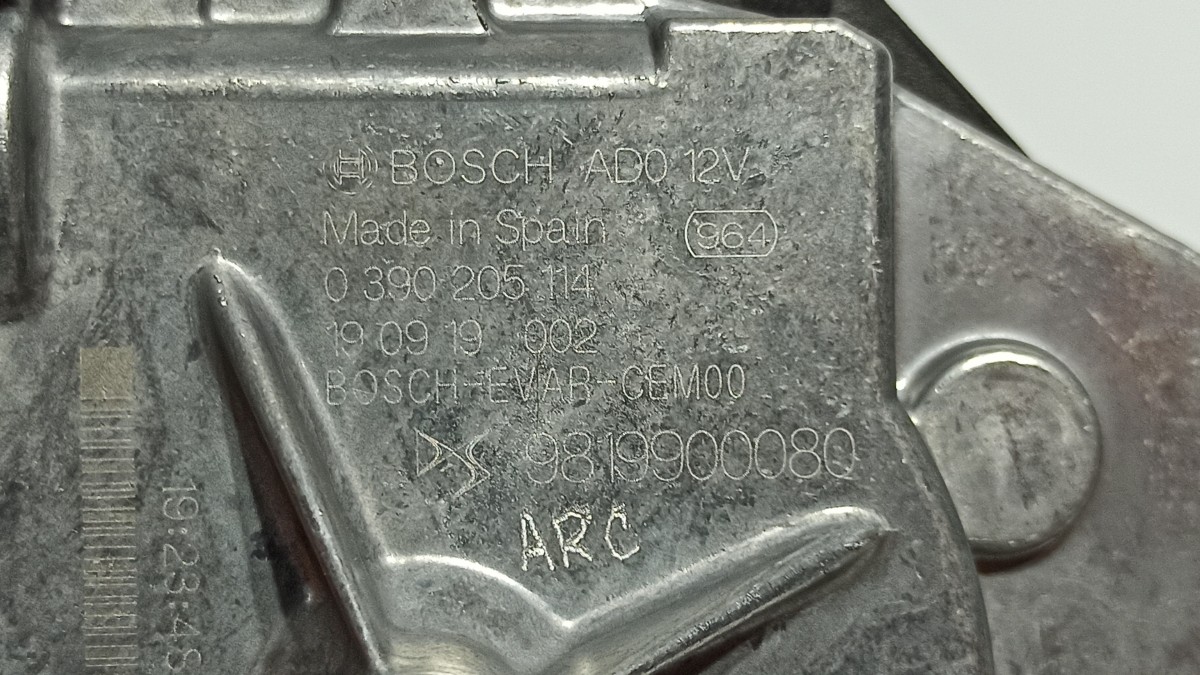 BOSCH AD0 12V
Made in Spain 964
0 390 205 114
19 09 19 002
BOSCH-EVAB-CEM00
9819900080
ARC
19:23:4